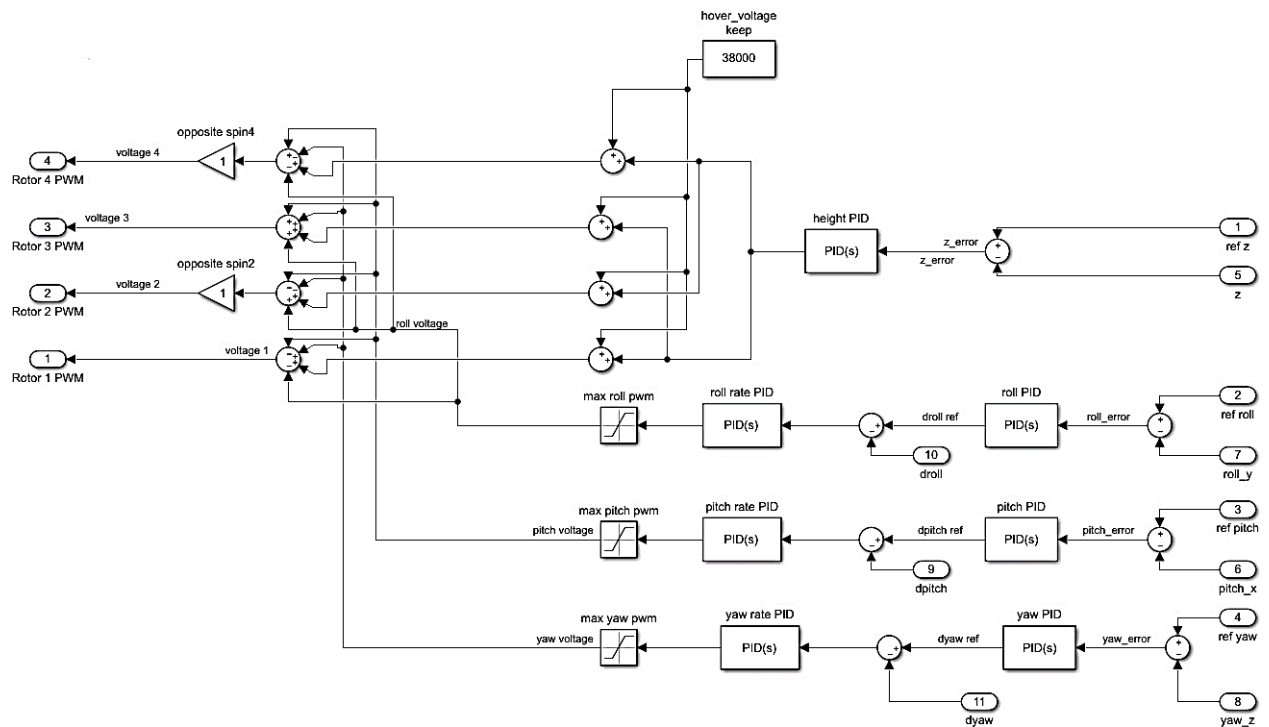 hover_voltage
keep
38000
opposite spin4
voltage 4
1
4
Rotor 4 PWM
voltage 3
3
Rotor 3 PWM
height PID
PID(s)
z_error
z_error
1
ref z
5
z
opposite spin2
voltage 2
1
2
Rotor 2 PWM
roll voltage
voltage 1
1
Rotor 1 PWM
max roll pwm
roll rate PID
PID(s)
droll ref
roll PID
PID(s)
roll_error
2
ref roll
10
droll
7
roll_y
pitch voltage
max pitch pwm
pitch rate PID
PID(s)
dpitch ref
pitch PID
PID(s)
pitch_error
3
ref pitch
9
dpitch
6
pitch_x
yaw voltage
max yaw pwm
yaw rate PID
PID(s)
dyaw ref
yaw PID
PID(s)
yaw_error
4
ref yaw
11
dyaw
8
yaw_z